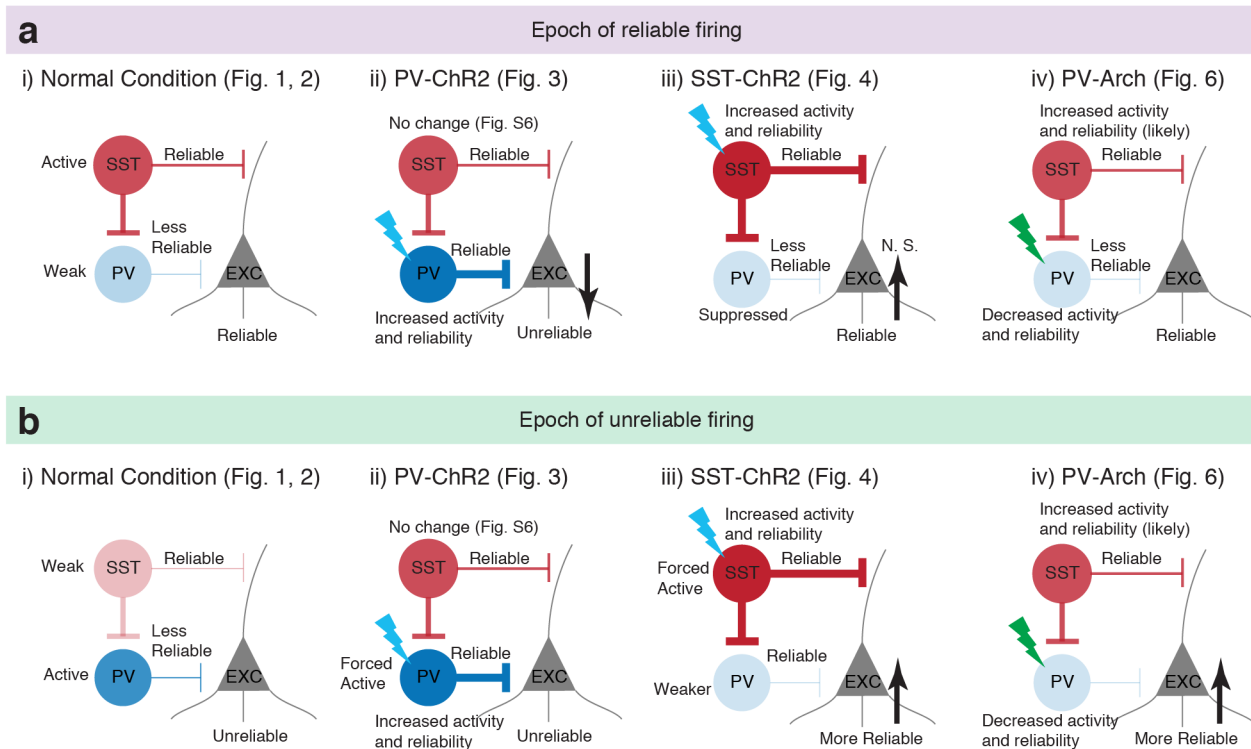 a
Epoch of reliable firing
i) Normal Condition (Fig. 1, 2)
Active
SST
Reliable
Less
Reliable
Weak
PV
EXC
Reliable
ii) PV-ChR2 (Fig. 3)
No change (Fig. S6)
SST
Reliable
Reliable
PV
EXC
Increased activity
and reliability
Unreliable
iii) SST-ChR2 (Fig. 4)
Increased activity
and reliability
SST
Reliable
Less
Reliable
N. S.
PV
EXC
Suppressed
Reliable
iv) PV-Arch (Fig. 6)
Increased activity
and reliability (likely)
SST
Reliable
Less
Reliable
PV
EXC
Decreased activity
and reliability
Reliable
b
Epoch of unreliable firing
i) Normal Condition (Fig. 1, 2)
Weak
SST
Reliable
Less
Reliable
Active
PV
EXC
Unreliable
ii) PV-ChR2 (Fig. 3)
No change (Fig. S6)
SST
Reliable
Reliable
Forced
Active
PV
EXC
Increased activity
and reliability
Unreliable
iii) SST-ChR2 (Fig. 4)
Increased activity
and reliability
Forced
Active
SST
Reliable
Reliable
Weaker
PV
EXC
More Reliable
iv) PV-Arch (Fig. 6)
Increased activity
and reliability (likely)
SST
Reliable
PV
EXC
Decreased activity
and reliability
More Reliable